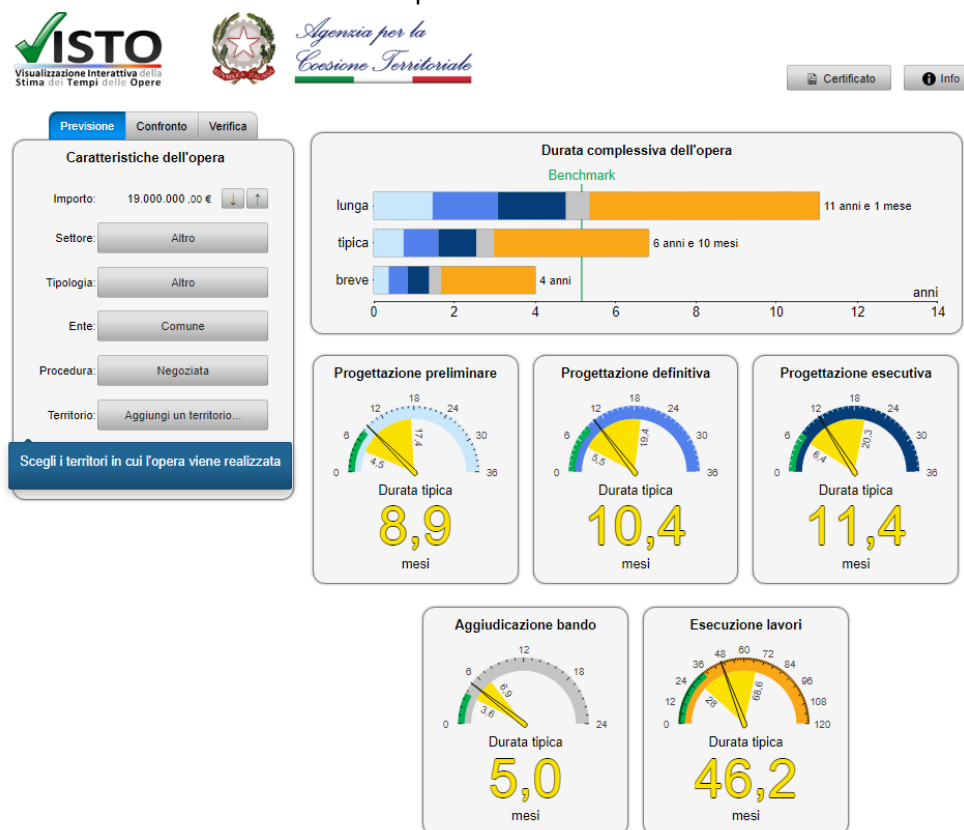 VISTO
Visualizzazione Interattiva della
Stima dei Tempi delle Opere
Agenzia per la
Coesione Territoriale
Certificato
Info
Previsione
Confronto
Verifica
Caratteristiche dell'opera
Importo: 19.000.000 ,00 € ↓ ↑
Settore: Altro
Tipologia: Altro
Ente: Comune
Procedura: Negoziata
Territorio: Aggiungi un territorio...
Scegli i territori in cui l'opera viene realizzata
Durata complessiva dell'opera
Benchmark
lunga 11 anni e 1 mese
tipica 6 anni e 10 mesi
breve 4 anni
anni
0 2 4 6 8 10 12 14
Progettazione preliminare
0 6 12 18 24 30 36
4,5 17,4
Durata tipica
8,9
mesi
Progettazione definitiva
0 6 12 18 24 30 36
5,5 19,4
Durata tipica
10,4
mesi
Progettazione esecutiva
0 6 12 18 24 30 36
6,4 20,3
Durata tipica
11,4
mesi
Aggiudicazione bando
0 6 12 18 24
3,6 6,9
Durata tipica
5,0
mesi
Esecuzione lavori
0 12 24 36 48 60 72 84 96 108 120
28 68,6
Durata tipica
46,2
mesi